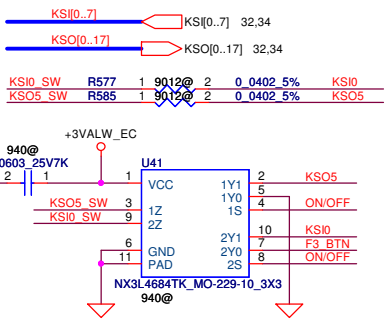 KSI[0..7]
KSI[0..7] 32,34
KSO[0..17]
KSO[0..17] 32,34
KSI0_SW R577 1 9012@ 2 0_0402_5% KSI0
KSO5_SW R585 1 9012@ 2 0_0402_5% KSO5
+3VALW_EC
940@
0603_25V7K
2 1
U41
1 VCC
1Y1 2 KSO5
1Y0 5
KSO5_SW 3 1Z
1S 4 ON/OFF
KSI0_SW 9 2Z
2Y1 10 KSI0
6 GND
2Y0 7 F3_BTN
11 PAD
2S 8 ON/OFF
NX3L4684TK_MO-229-10_3X3
940@